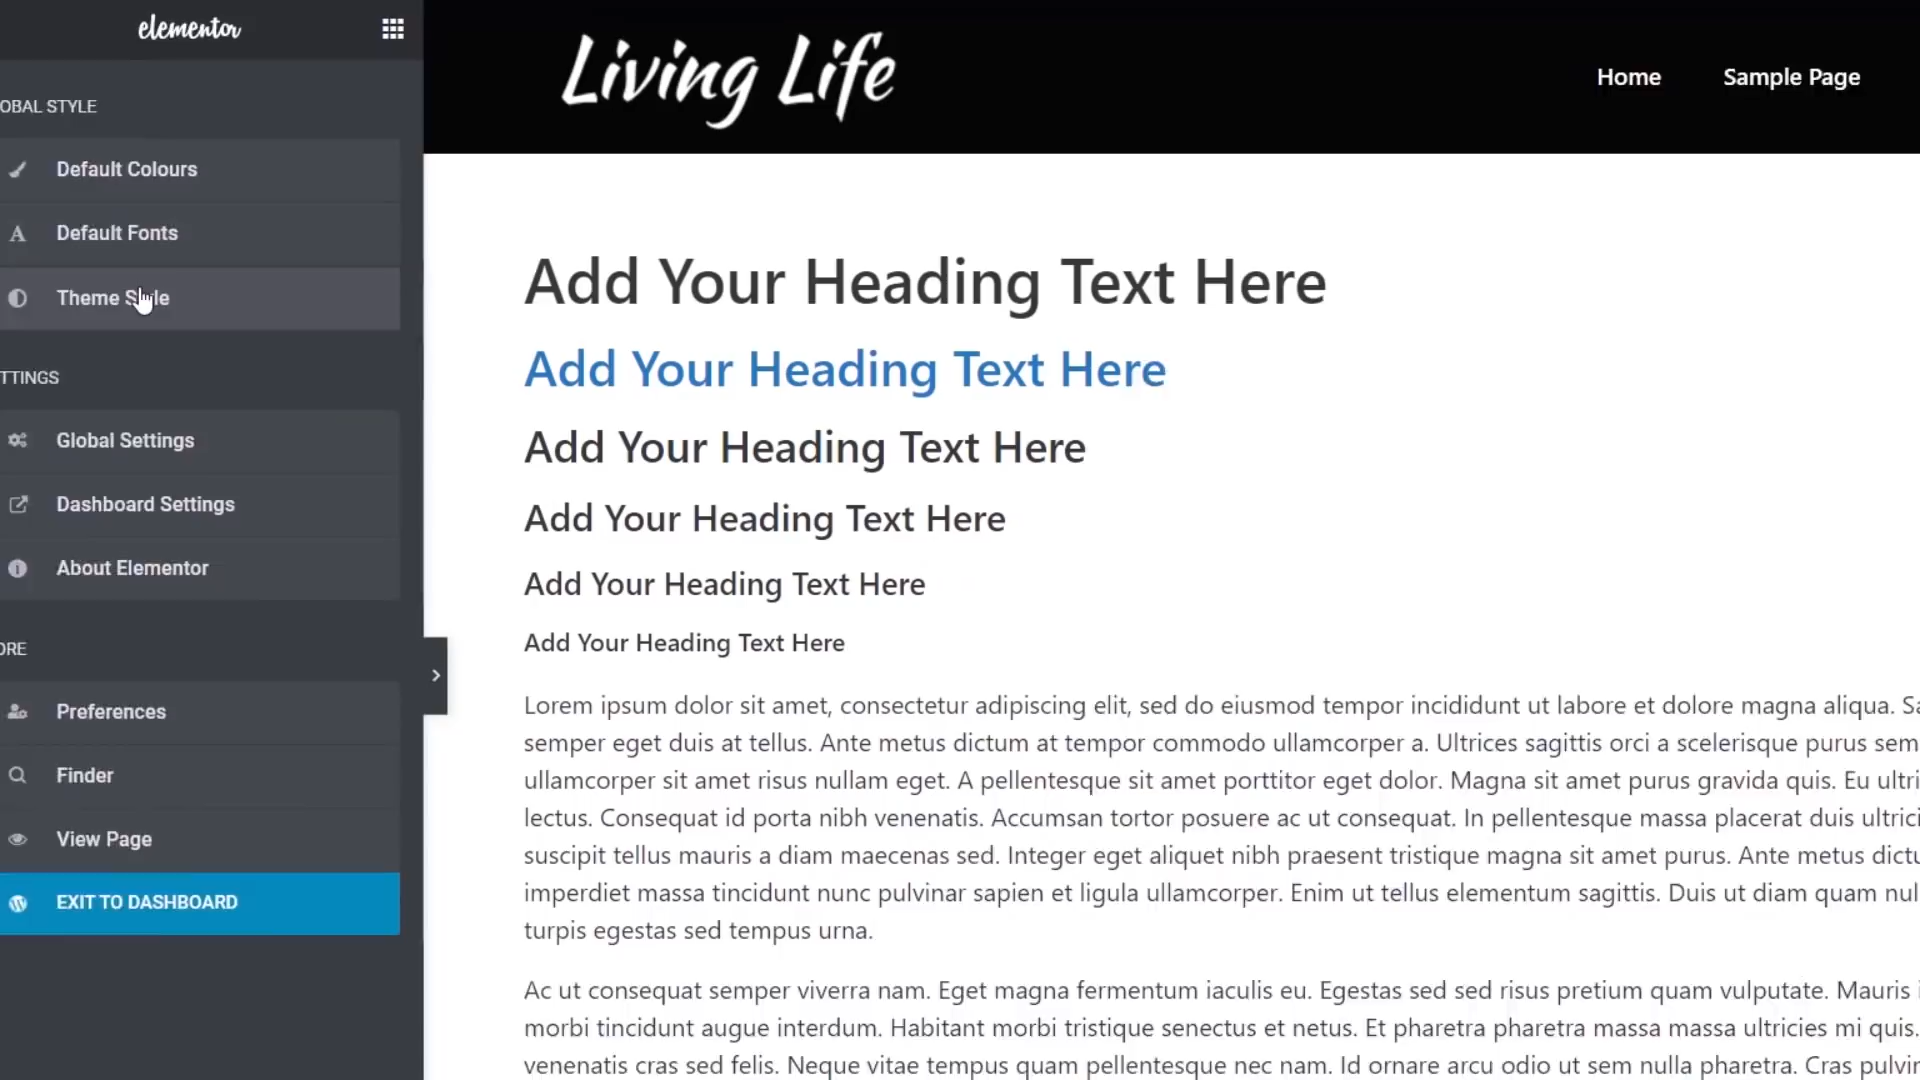 elementor
OBAL STYLE
Default Colours
Default Fonts
Theme Style
TTINGS
Global Settings
Dashboard Settings
About Elementor
ORE
Preferences
Finder
View Page
EXIT TO DASHBOARD
Living Life
Home Sample Page
Add Your Heading Text Here
Add Your Heading Text Here
Add Your Heading Text Here
Add Your Heading Text Here
Add Your Heading Text Here
Add Your Heading Text Here
Lorem ipsum dolor sit amet, consectetur adipiscing elit, sed do eiusmod tempor incididunt ut labore et dolore magna aliqua.
semper eget duis at tellus. Ante metus dictum at tempor commodo ullamcorper a. Ultrices sagittis orci a scelerisque purus sem
ullamcorper sit amet risus nullam eget. A pellentesque sit amet porttitor eget dolor. Magna sit amet purus gravida quis. Eu ultri
lectus. Consequat id porta nibh venenatis. Accumsan tortor posuere ac ut consequat. In pellentesque massa placerat duis ultrici
suscipit tellus mauris a diam maecenas sed. Integer eget aliquet nibh praesent tristique magna sit amet purus. Ante metus dictu
imperdiet massa tincidunt nunc pulvinar sapien et ligula ullamcorper. Enim ut tellus elementum sagittis. Duis ut diam quam nul
turpis egestas sed tempus urna.
Ac ut consequat semper viverra nam. Eget magna fermentum iaculis eu. Egestas sed sed risus pretium quam vulputate. Mauris
morbi tincidunt augue interdum. Habitant morbi tristique senectus et netus. Et pharetra pharetra massa massa ultricies mi quis.
venenatis cras sed felis. Neque vitae tempus quam pellentesque nec nam. Id ornare arcu odio ut sem nulla pharetra. Cras pulvin